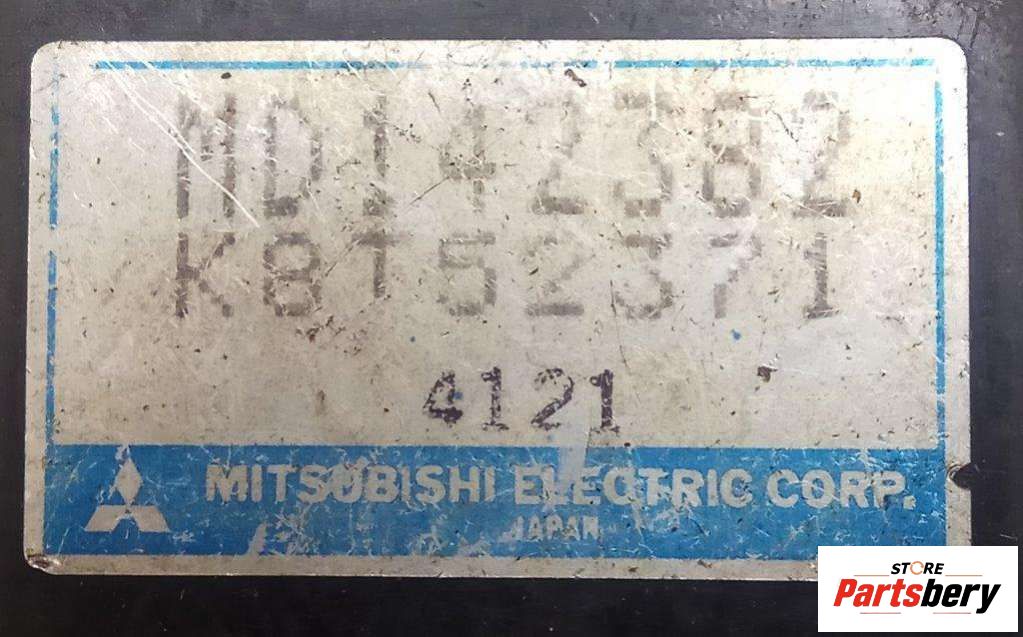 MD142382
K8T52371
4121
MITSUBISHI ELECTRIC CORP.
JAPAN
STORE
Partsbery